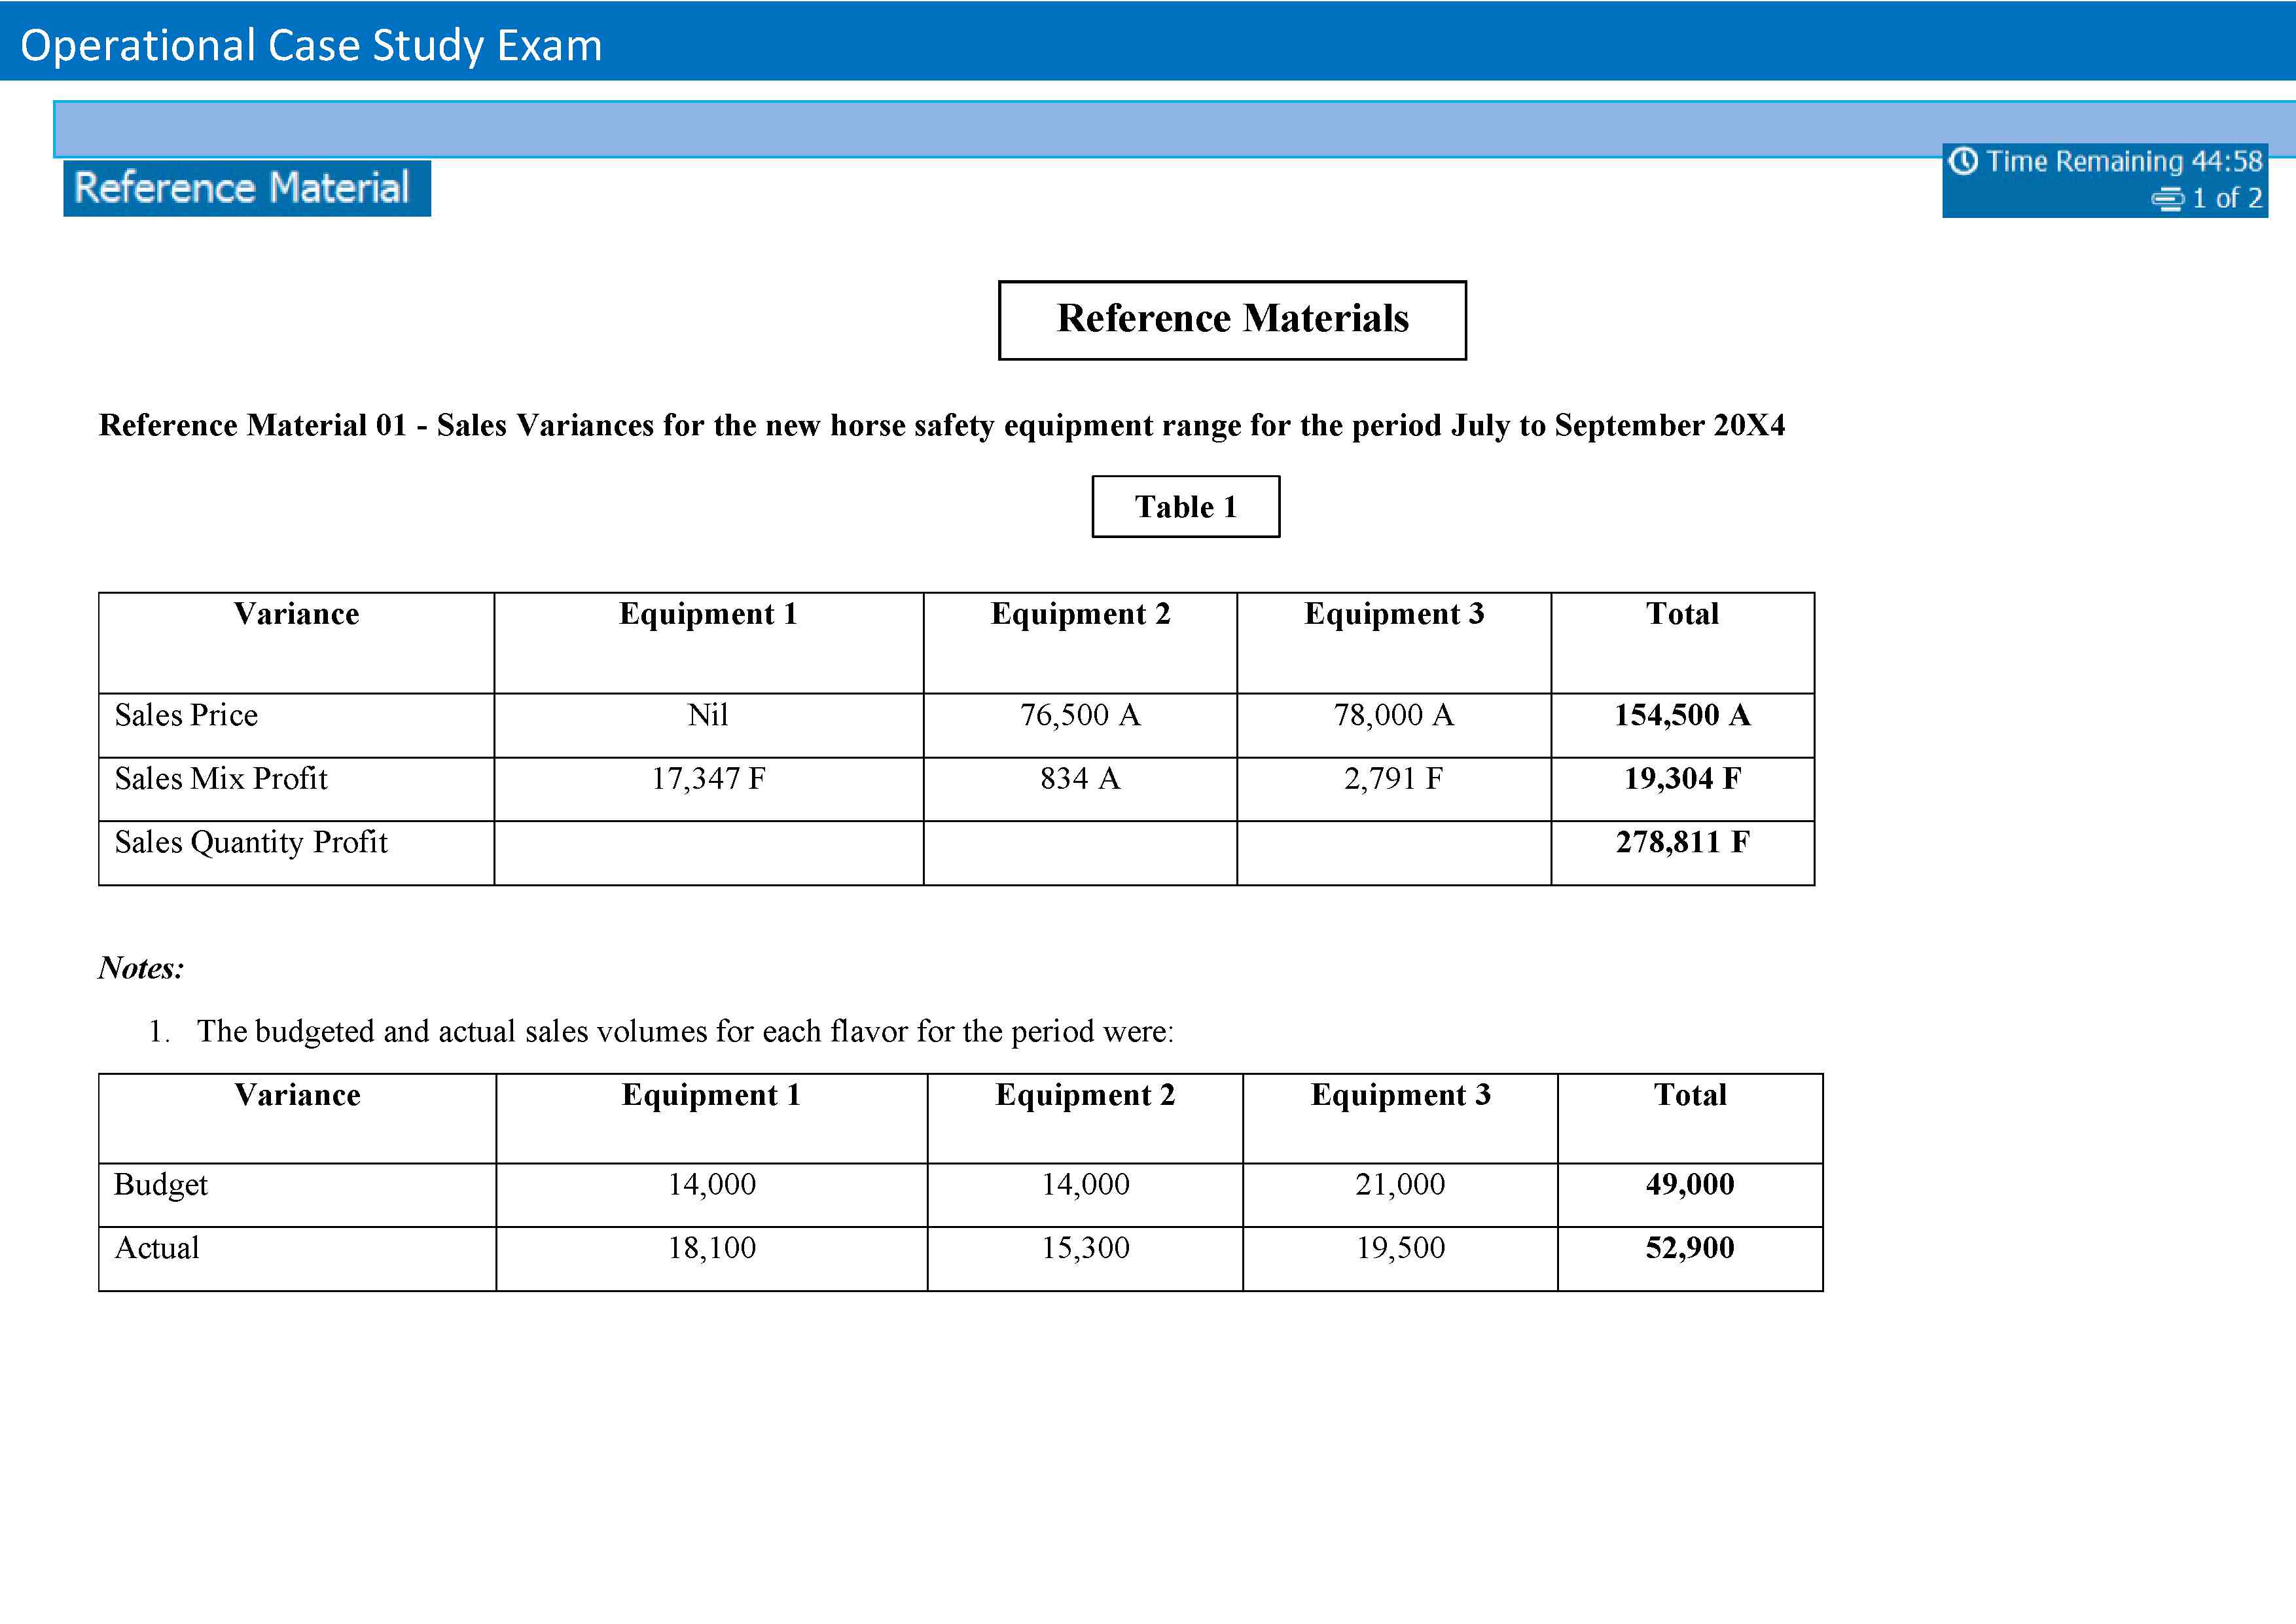 Operational Case Study Exam
Time Remaining 44:58
1 of 2
Reference Material
Reference Materials
Reference Material 01 - Sales Variances for the new horse safety equipment range for the period July to September 20X4
Table 1
Variance Equipment 1 Equipment 2 Equipment 3 Total
Sales Price Nil 76,500 A 78,000 A 154,500 A
Sales Mix Profit 17,347 F 834 A 2,791 F 19,304 F
Sales Quantity Profit 278,811 F
Notes:
1. The budgeted and actual sales volumes for each flavor for the period were:
Variance Equipment 1 Equipment 2 Equipment 3 Total
Budget 14,000 14,000 21,000 49,000
Actual 18,100 15,300 19,500 52,900